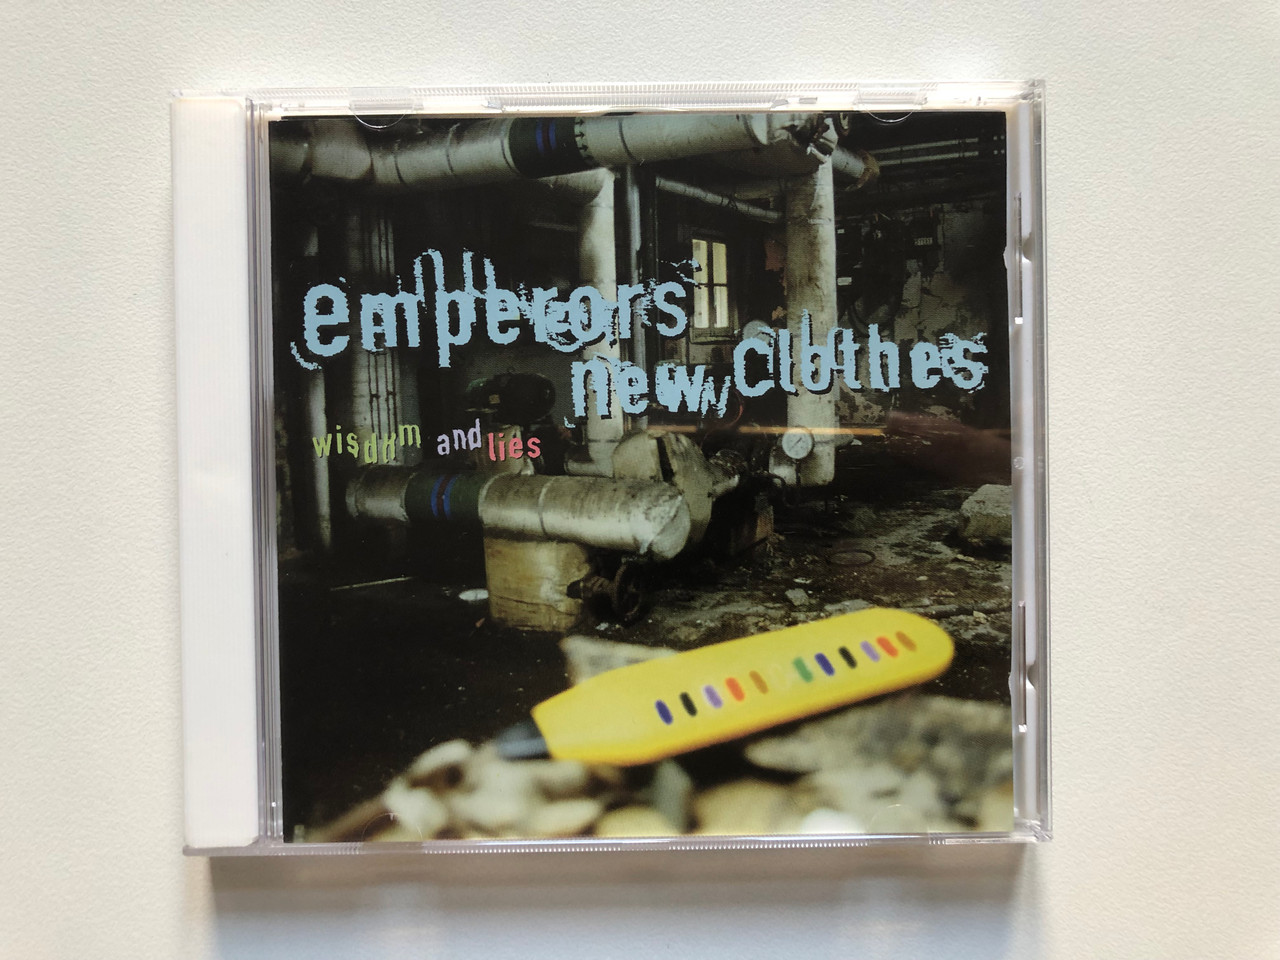 emperors
new clothes
wisdom and lies